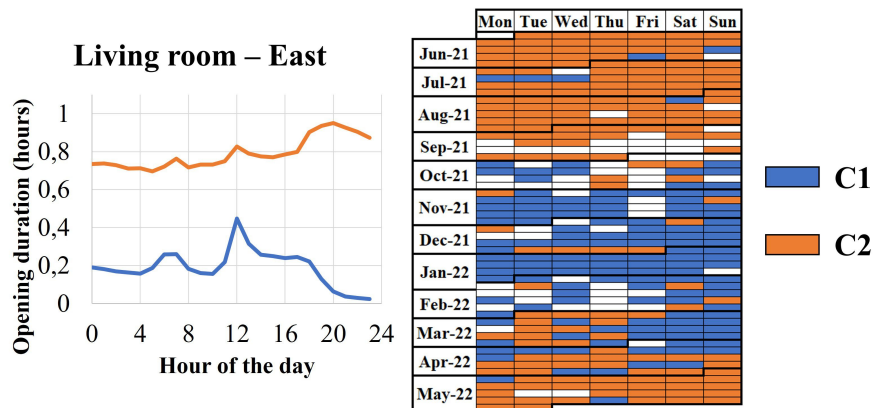 Living room – East
Opening duration (hours)
1
0,8
0,6
0,4
0,2
0
0 4 8 12 16 20 24
Hour of the day
Mon Tue Wed Thu Fri Sat Sun
Jun-21
Jul-21
Aug-21
Sep-21
Oct-21
Nov-21
Dec-21
Jan-22
Feb-22
Mar-22
Apr-22
May-22
C1
C2